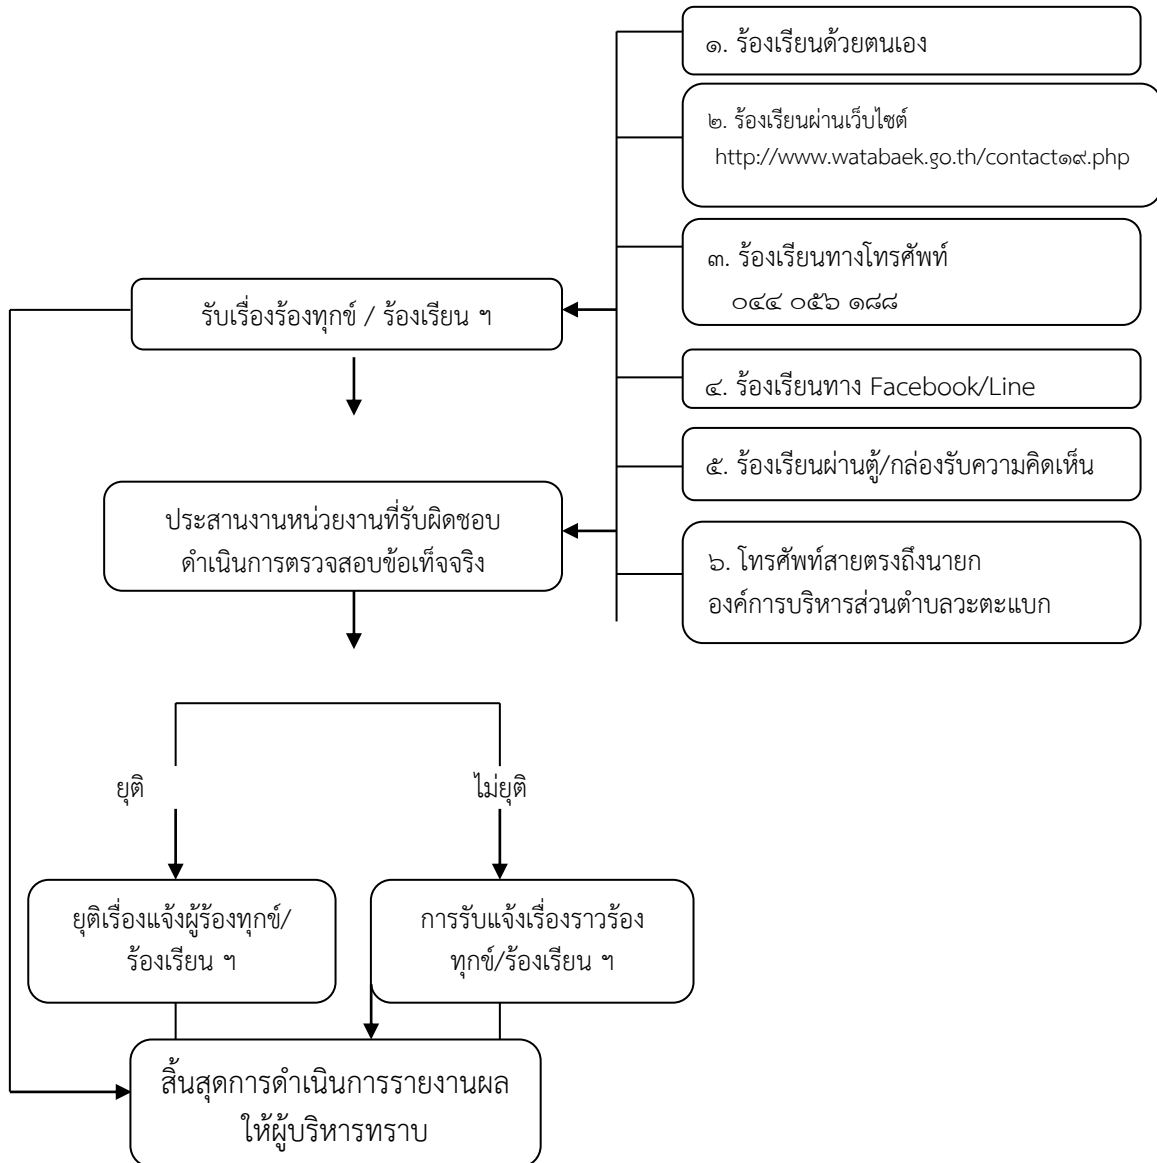 ๑. ร้องเรียนด้วยตนเอง
๒. ร้องเรียนผ่านเว็บไซต์
http://www.watabaek.go.th/contact๑๙.php
๓. ร้องเรียนทางโทรศัพท์
๐๔๔ ๐๕๖ ๑๘๘
รับเรื่องร้องทุกข์ / ร้องเรียน ฯ
๔. ร้องเรียนทาง Facebook/Line
๕. ร้องเรียนผ่านตู้/กล่องรับความคิดเห็น
ประสานงานหน่วยงานที่รับผิดชอบ
ดำเนินการตรวจสอบข้อเท็จจริง
๖. โทรศัพท์สายตรงถึงนายก
องค์การบริหารส่วนตำบลวะตะแบก
ยุติ
ไม่ยุติ
ยุติเรื่องแจ้งผู้ร้องทุกข์/
ร้องเรียน ฯ
การรับแจ้งเรื่องราวร้อง
ทุกข์/ร้องเรียน ฯ
สิ้นสุดการดำเนินการรายงานผล
ให้ผู้บริหารทราบ